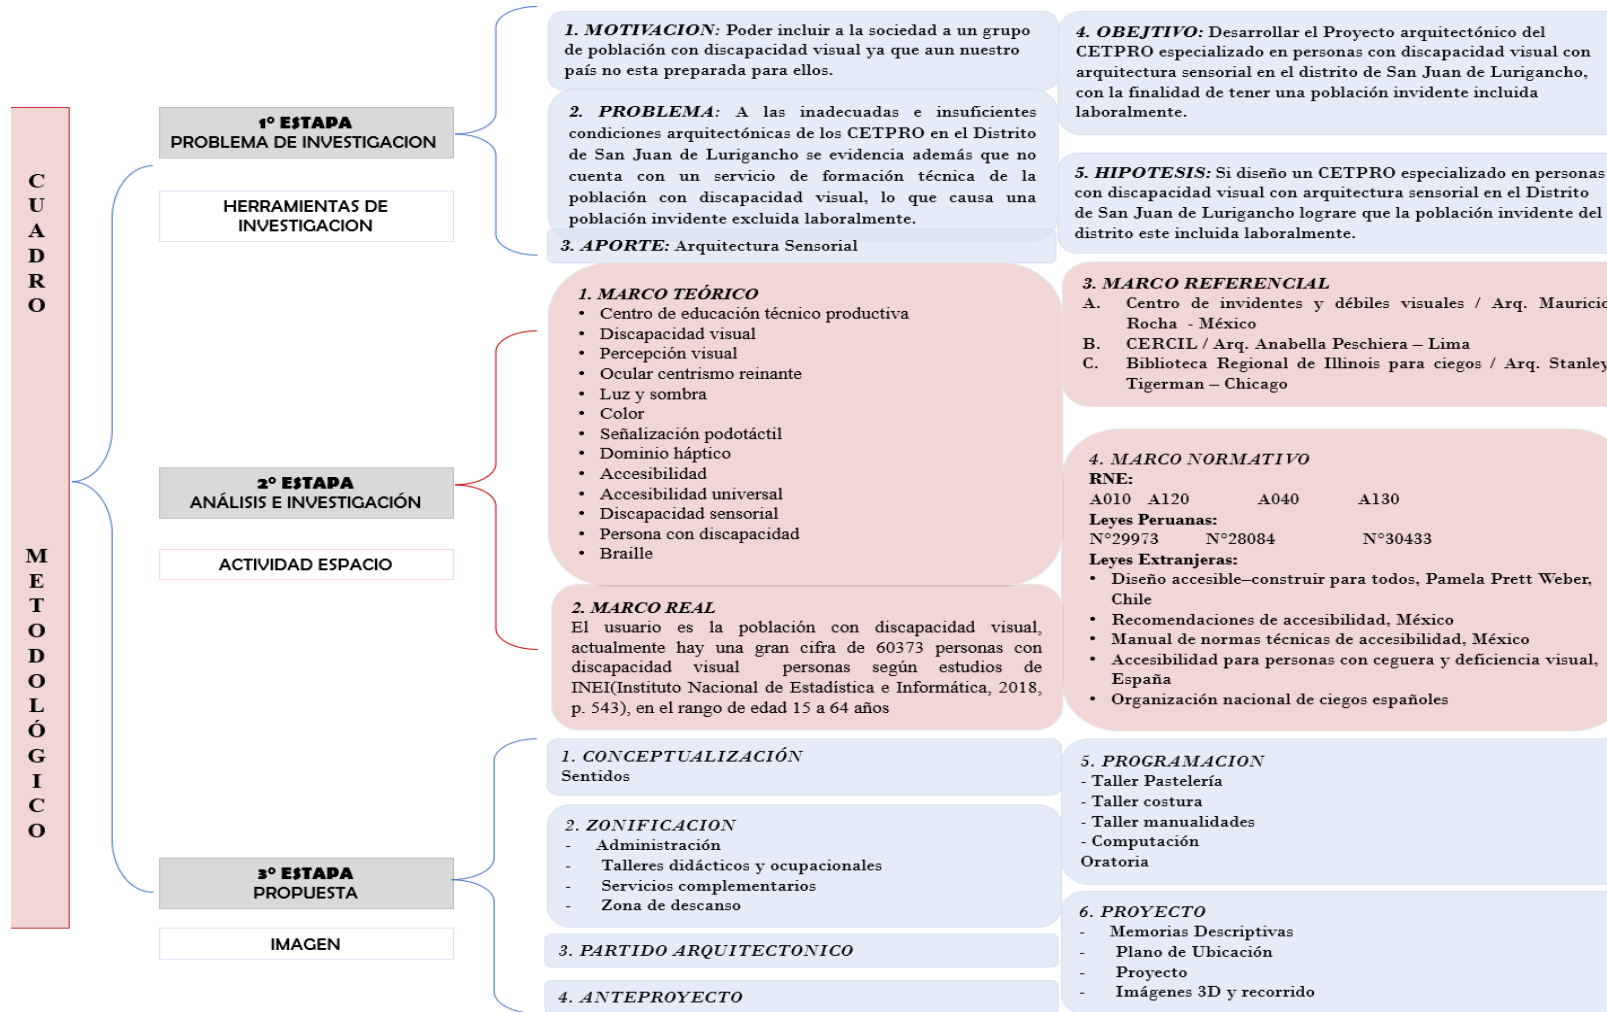 CUADRO METODOLÓGICO
1º ESTAPA
PROBLEMA DE INVESTIGACION
HERRAMIENTAS DE
INVESTIGACION
1. MOTIVACION: Poder incluir a la sociedad a un grupo
de población con discapacidad visual ya que aun nuestro
país no esta preparada para ellos.
2. PROBLEMA: A las inadecuadas e insuficientes
condiciones arquitectónicas de los CETPRO en el Distrito
de San Juan de Lurigancho se evidencia además que no
cuenta con un servicio de formación técnica de la
población con discapacidad visual, lo que causa una
población invidente excluida laboralmente.
3. APORTE: Arquitectura Sensorial
4. OBEJTIVO: Desarrollar el Proyecto arquitectónico del
CETPRO especializado en personas con discapacidad visual con
arquitectura sensorial en el distrito de San Juan de Lurigancho,
con la finalidad de tener una población invidente incluida
laboralmente.
5. HIPOTESIS: Si diseño un CETPRO especializado en personas
con discapacidad visual con arquitectura sensorial en el Distrito
de San Juan de Lurigancho lograre que la población invidente del
distrito este incluida laboralmente.
2º ESTAPA
ANÁLISIS E INVESTIGACIÓN
ACTIVIDAD ESPACIO
1. MARCO TEÓRICO
• Centro de educación técnico productiva
• Discapacidad visual
• Percepción visual
• Ocular centrismo reinante
• Luz y sombra
• Color
• Señalización podotáctil
• Dominio háptico
• Accesibilidad
• Accesibilidad universal
• Discapacidad sensorial
• Persona con discapacidad
• Braille
2. MARCO REAL
El usuario es la población con discapacidad visual,
actualmente hay una gran cifra de 60373 personas con
discapacidad visual personas según estudios de
INEI(Instituto Nacional de Estadística e Informática, 2018,
p. 543), en el rango de edad 15 a 64 años
3. MARCO REFERENCIAL
A. Centro de invidentes y débiles visuales / Arq. Mauricio
Rocha - México
B. CERCIL / Arq. Anabella Peschiera – Lima
C. Biblioteca Regional de Illinois para ciegos / Arq. Stanley
Tigerman – Chicago
4. MARCO NORMATIVO
RNE:
A010 A120 A040 A130
Leyes Peruanas:
N°29973 N°28084 N°30433
Leyes Extranjeras:
• Diseño accesible–construir para todos, Pamela Prett Weber,
Chile
• Recomendaciones de accesibilidad, México
• Manual de normas técnicas de accesibilidad, México
• Accesibilidad para personas con ceguera y deficiencia visual,
España
• Organización nacional de ciegos españoles
3º ESTAPA
PROPUESTA
IMAGEN
1. CONCEPTUALIZACIÓN
Sentidos
2. ZONIFICACION
- Administración
- Talleres didácticos y ocupacionales
- Servicios complementarios
- Zona de descanso
3. PARTIDO ARQUITECTONICO
4. ANTEPROYECTO
5. PROGRAMACION
- Taller Pastelería
- Taller costura
- Taller manualidades
- Computación
Oratoria
6. PROYECTO
- Memorias Descriptivas
- Plano de Ubicación
- Proyecto
- Imágenes 3D y recorrido